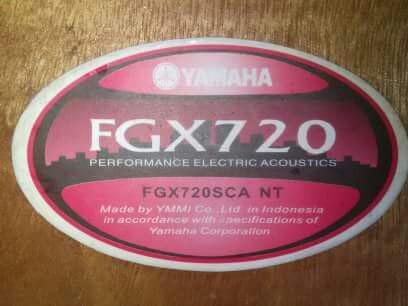 YAMAHA
FGX720
PERFORMANCE ELECTRIC ACOUSTICS
FGX720SCA NT
Made by YMMI Co.,Ltd in Indonesia
in accordance with specifications of
Yamaha Corporation